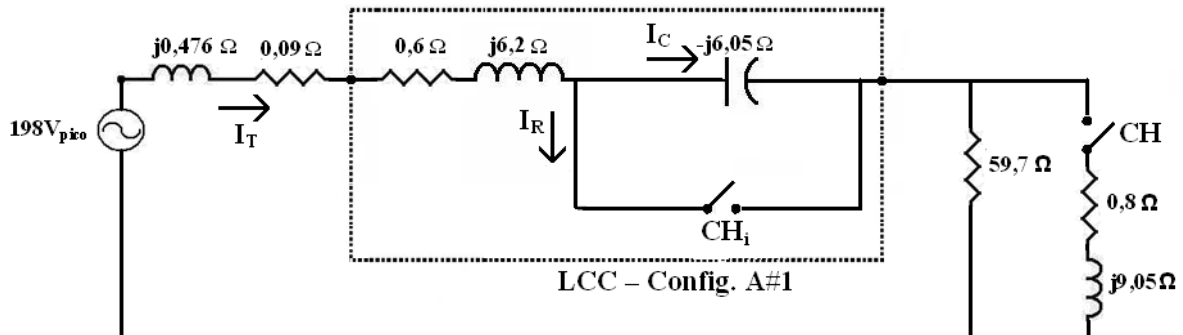 j0,476 Ω
0,09 Ω
0,6 Ω
j6,2 Ω
I_C
-j6,05 Ω
198V_pico
I_T
I_R
CH_i
59,7 Ω
CH
0,8 Ω
j9,05 Ω
LCC – Config. A#1